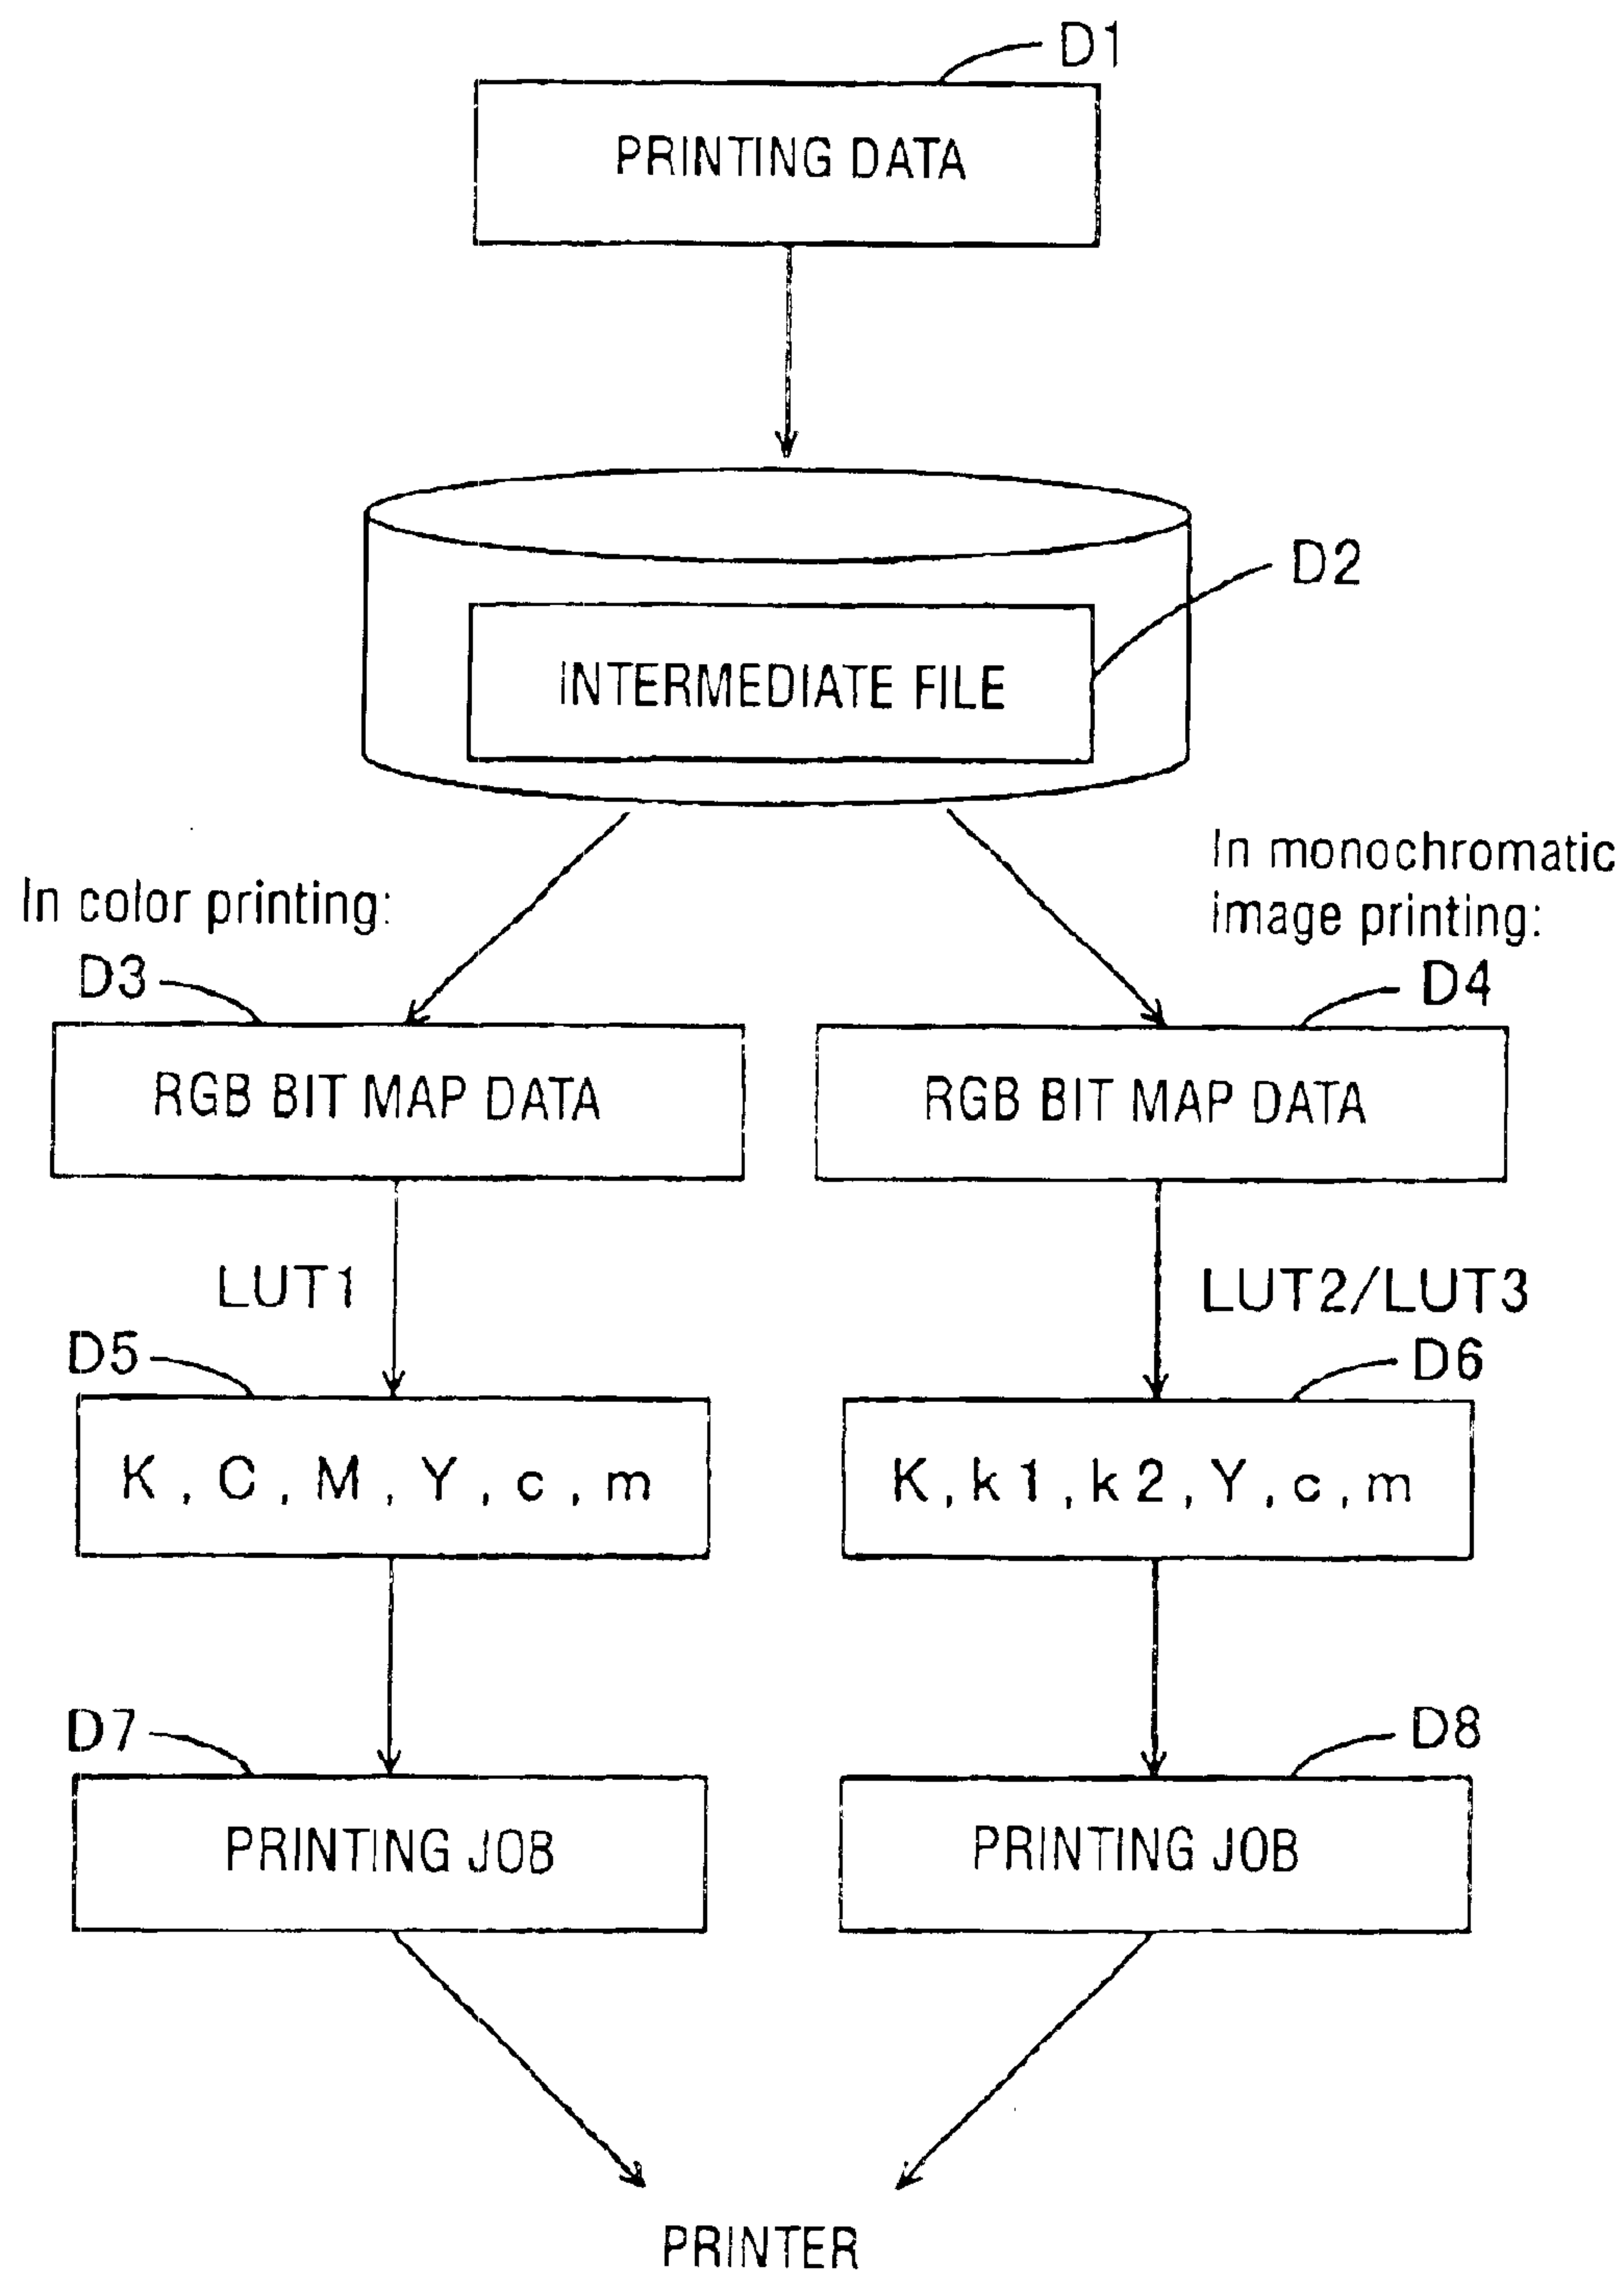 D1
PRINTING DATA
D2
INTERMEDIATE FILE
In color printing:
In monochromatic
image printing:
D3
D4
RGB BIT MAP DATA
RGB BIT MAP DATA
LUT1
LUT2/LUT3
D5
D6
K, C, M, Y, c, m
K, k1, k2, Y, c, m
D7
D8
PRINTING JOB
PRINTING JOB
PRINTER